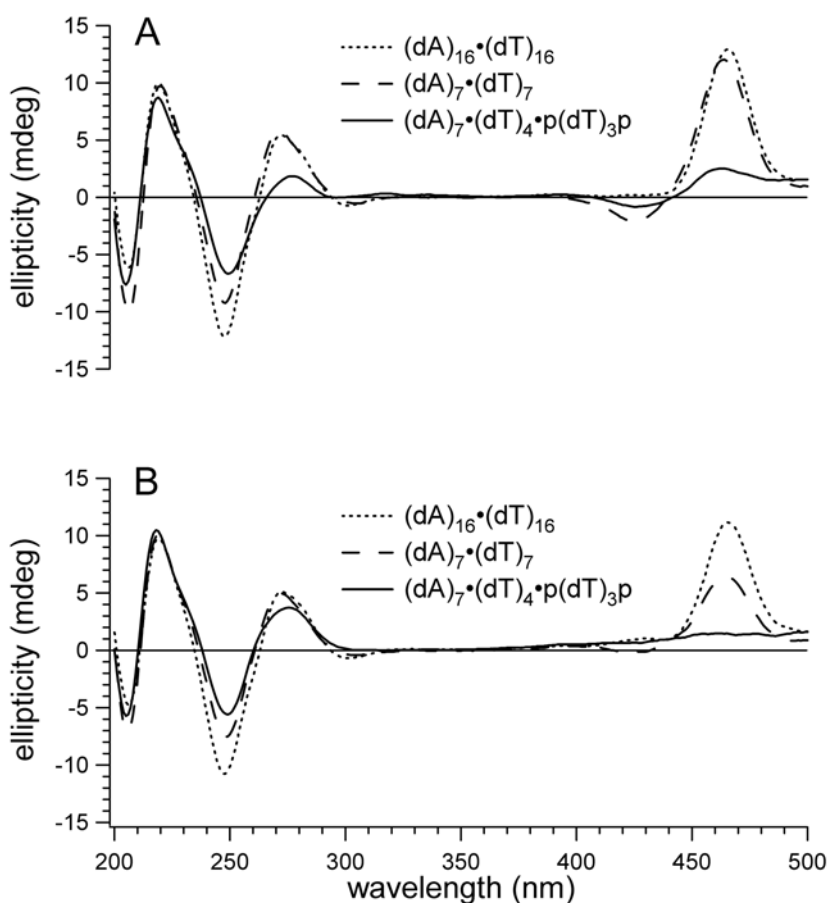 A
(dA)₁₆•(dT)₁₆
(dA)₇•(dT)₇
(dA)₇•(dT)₄•p(dT)₃p
ellipticity (mdeg)
15
10
5
0
-5
-10
-15
B
(dA)₁₆•(dT)₁₆
(dA)₇•(dT)₇
(dA)₇•(dT)₄•p(dT)₃p
ellipticity (mdeg)
15
10
5
0
-5
-10
-15
200 250 300 350 400 450 500
wavelength (nm)